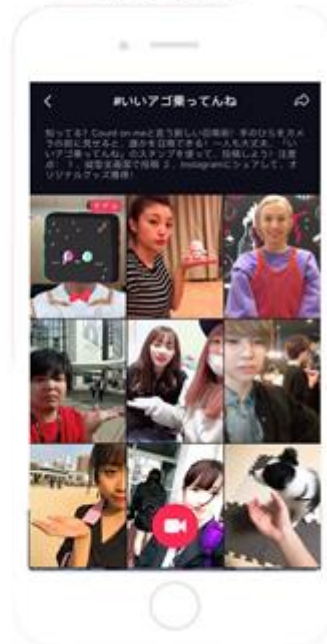 #いいアゴ乗ってんね
知ってる？Count on meと言う新しい自撮術！手のひらをカメ
ラの前に見せると、誰かを召喚できる！一人も大丈夫、「い
いアゴ乗ってんね」のスタンプを使って、投稿しよう！注意
点：１、縦型全画面で投稿 ２、Instagramにシェアして、オ
リジナルグッズ獲得！